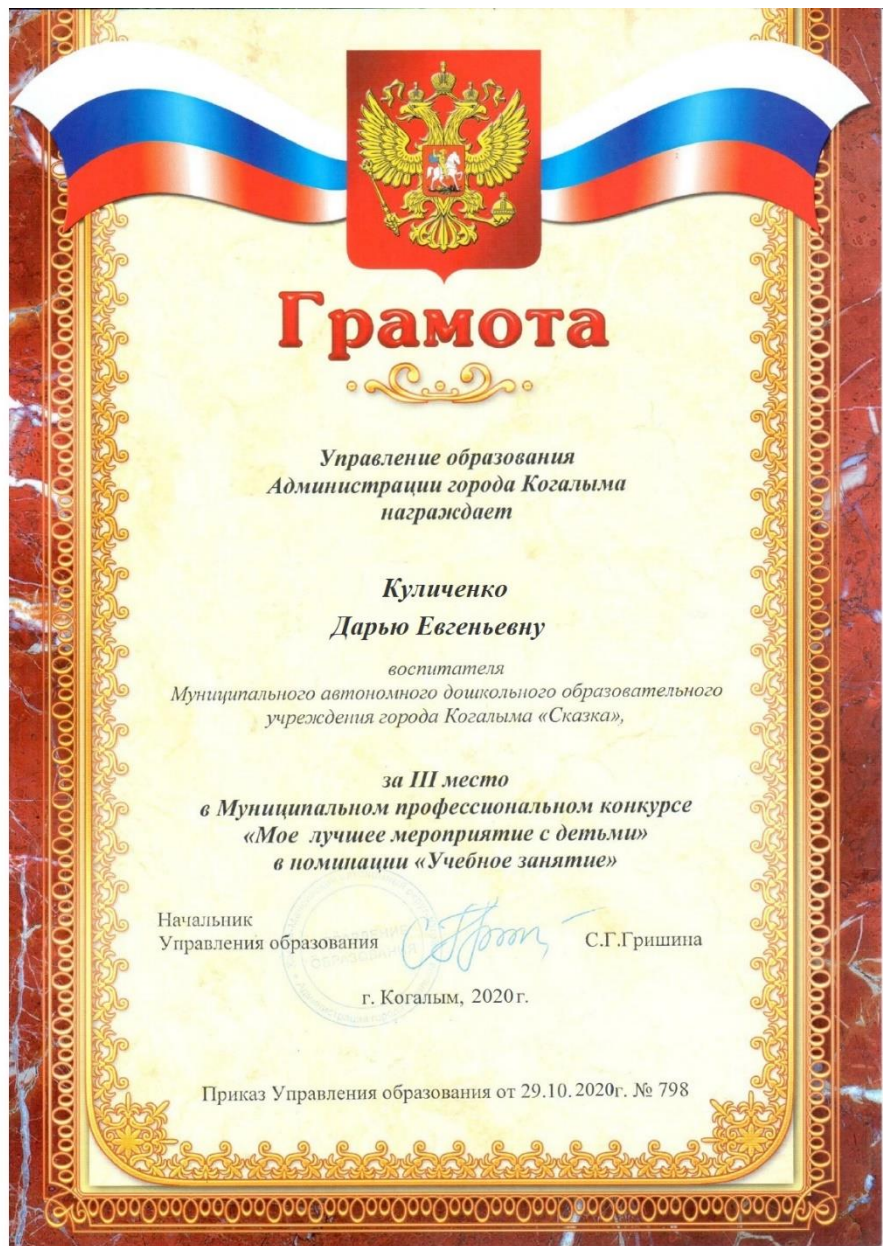 Грамота
Управление образования
Администрации города Когалыма
награждает
Куличенко
Дарью Евгеньевну
воспитателя
Муниципального автономного дошкольного образовательного
учреждения города Когалыма «Сказка»,
за III место
в Муниципальном профессиональном конкурсе
«Мое лучшее мероприятие с детьми»
в номинации «Учебное занятие»
Начальник
Управления образования С.Г.Гришина
г. Когалым, 2020г.
Приказ Управления образования от 29.10.2020г. № 798